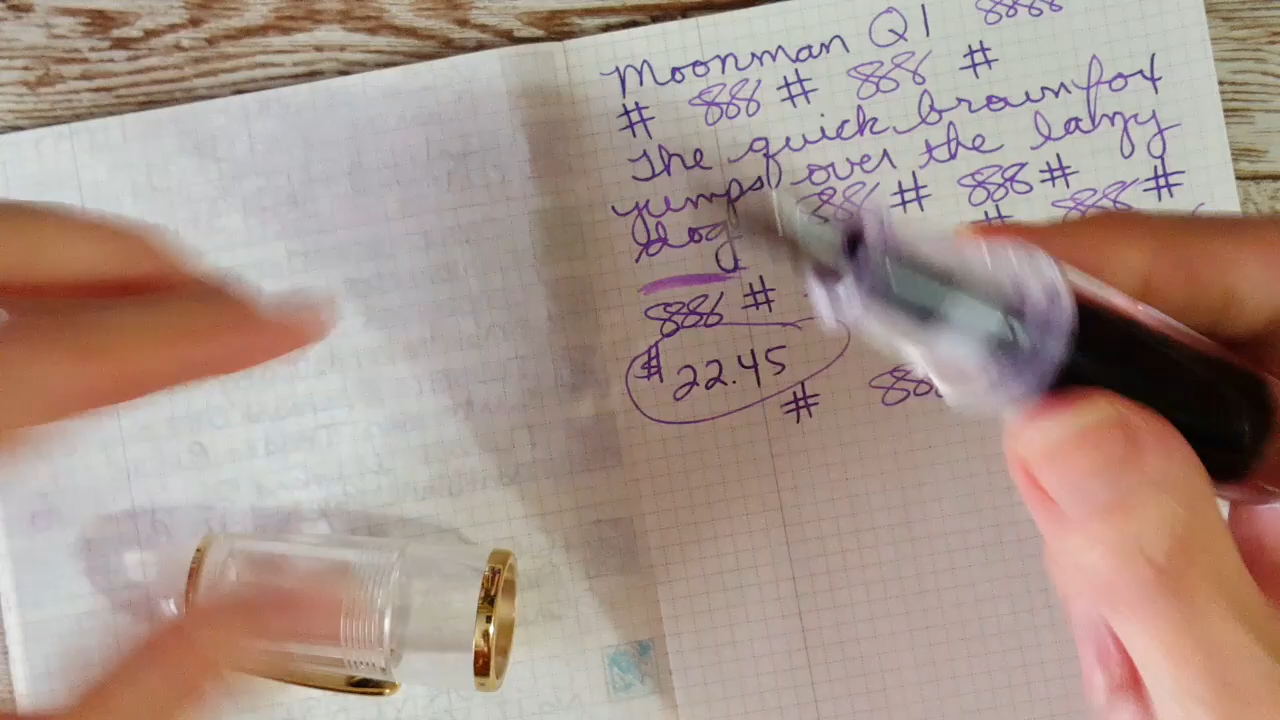 Moonman Q1 8888
# 888 # 888 #
The quick brown fox
jumps over the lahzy
dog 888 # 888 #
# 888 #
888 #
$ 22.45
# 888